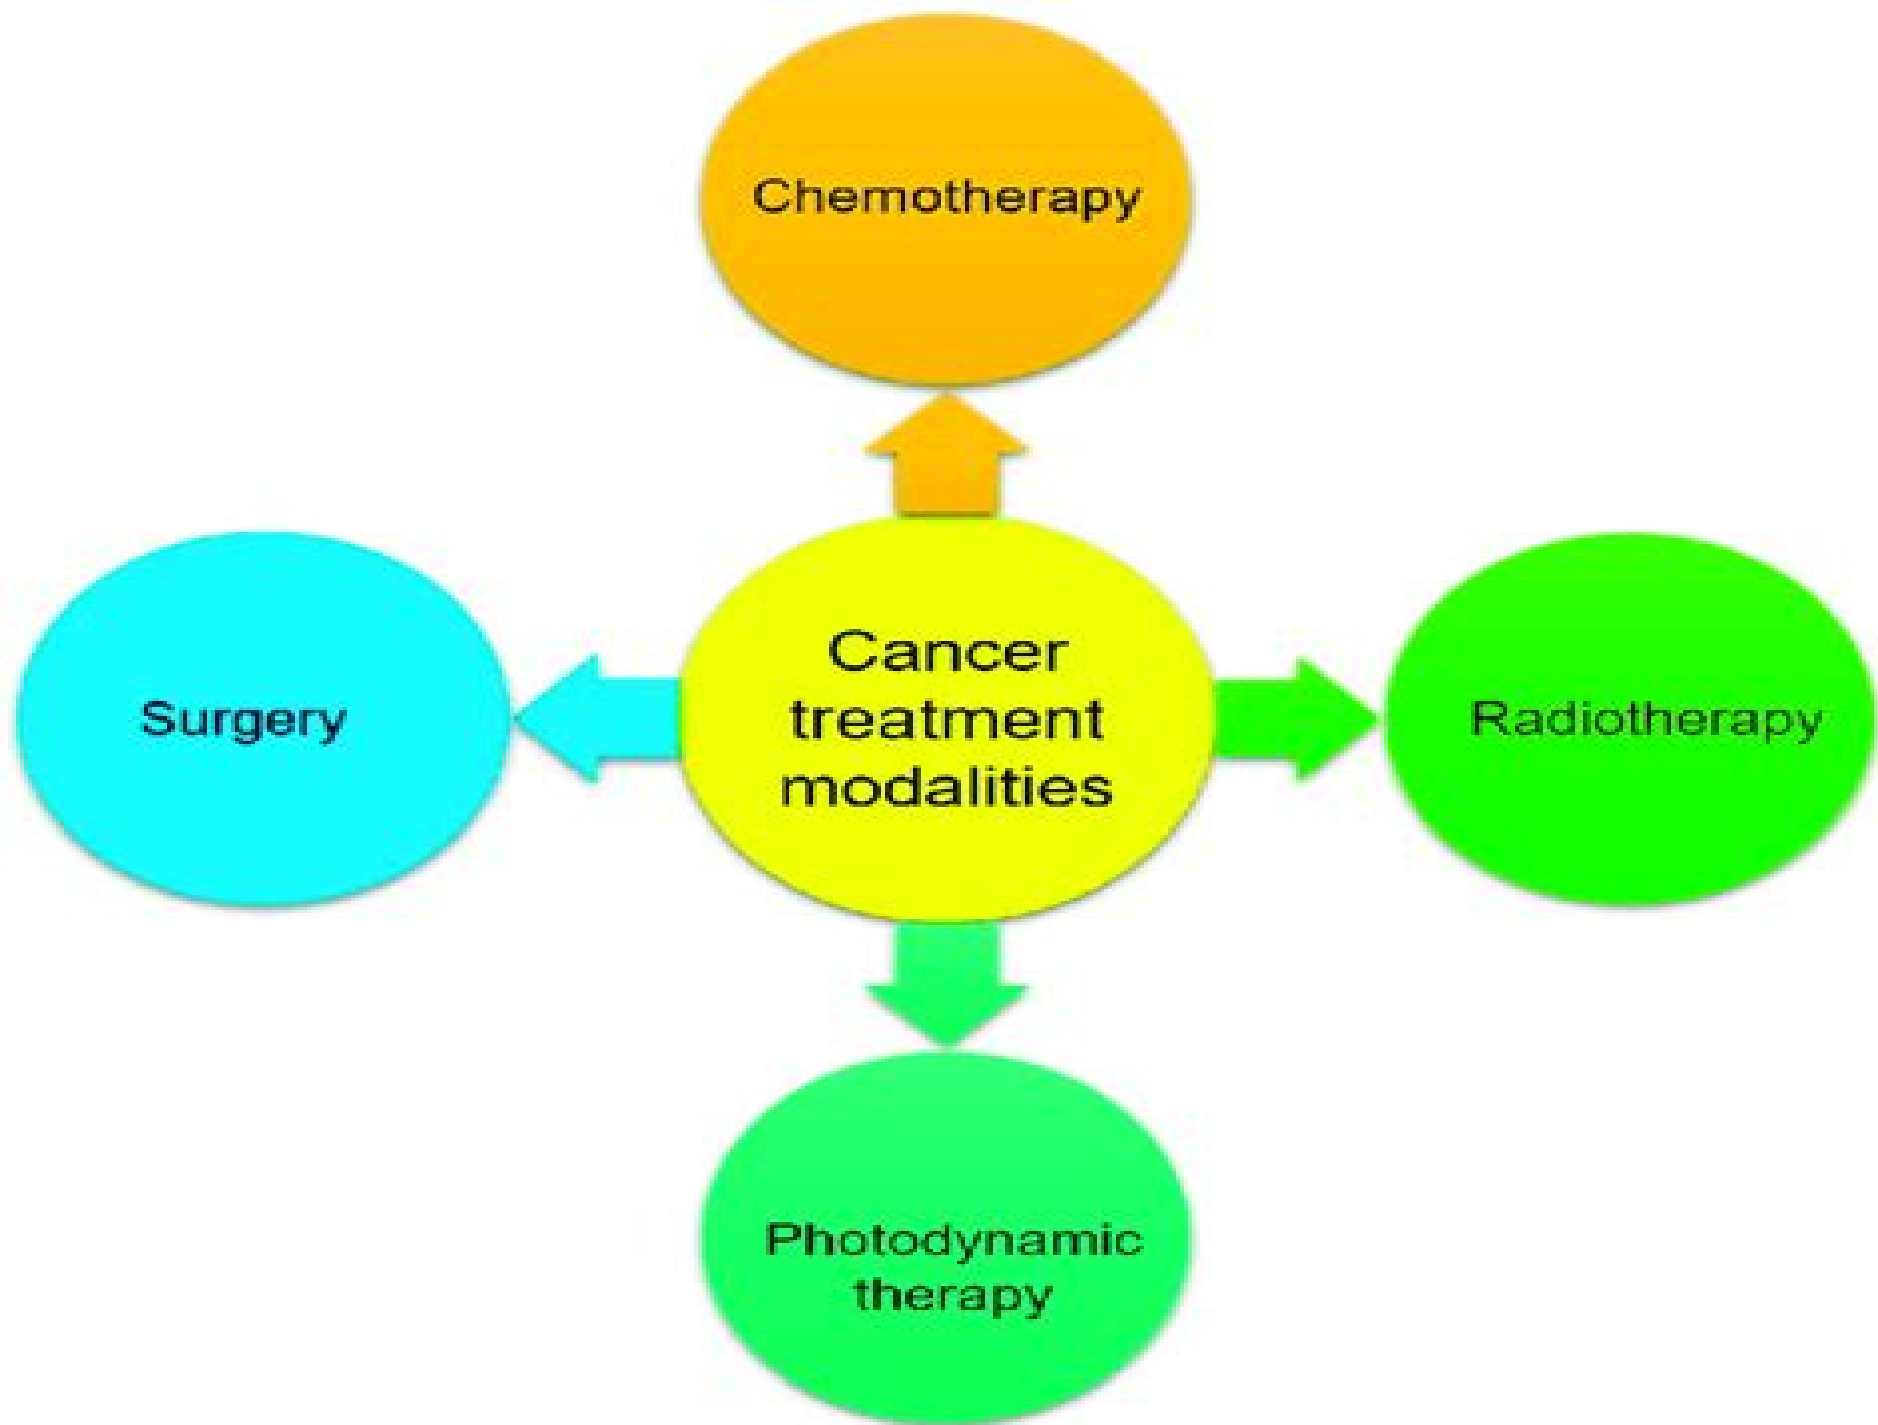 Chemotherapy
Surgery
Cancer
treatment
modalities
Radiotherapy
Photodynamic
therapy